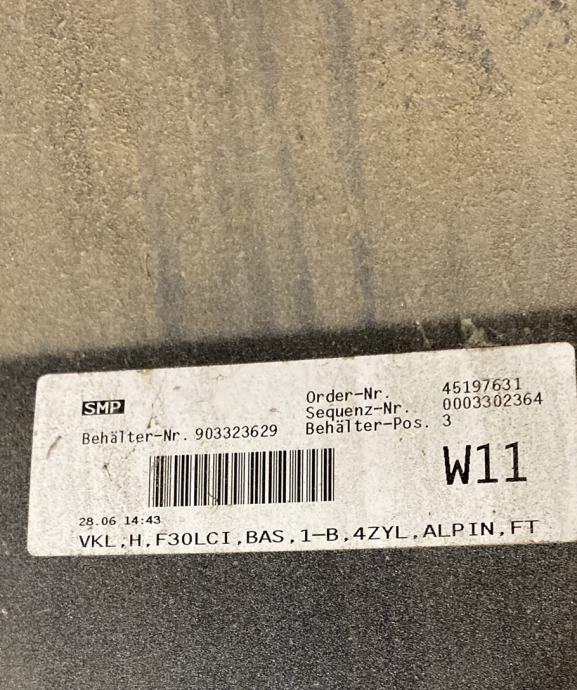 SMP
Order-Nr. 45197631
Sequenz-Nr. 0003302364
Behälter-Nr. 903323629
Behälter-Pos. 3
W11
28.06 14:43
VKL,H,F30LCI,BAS,1-B,4ZYL,ALPIN,FT